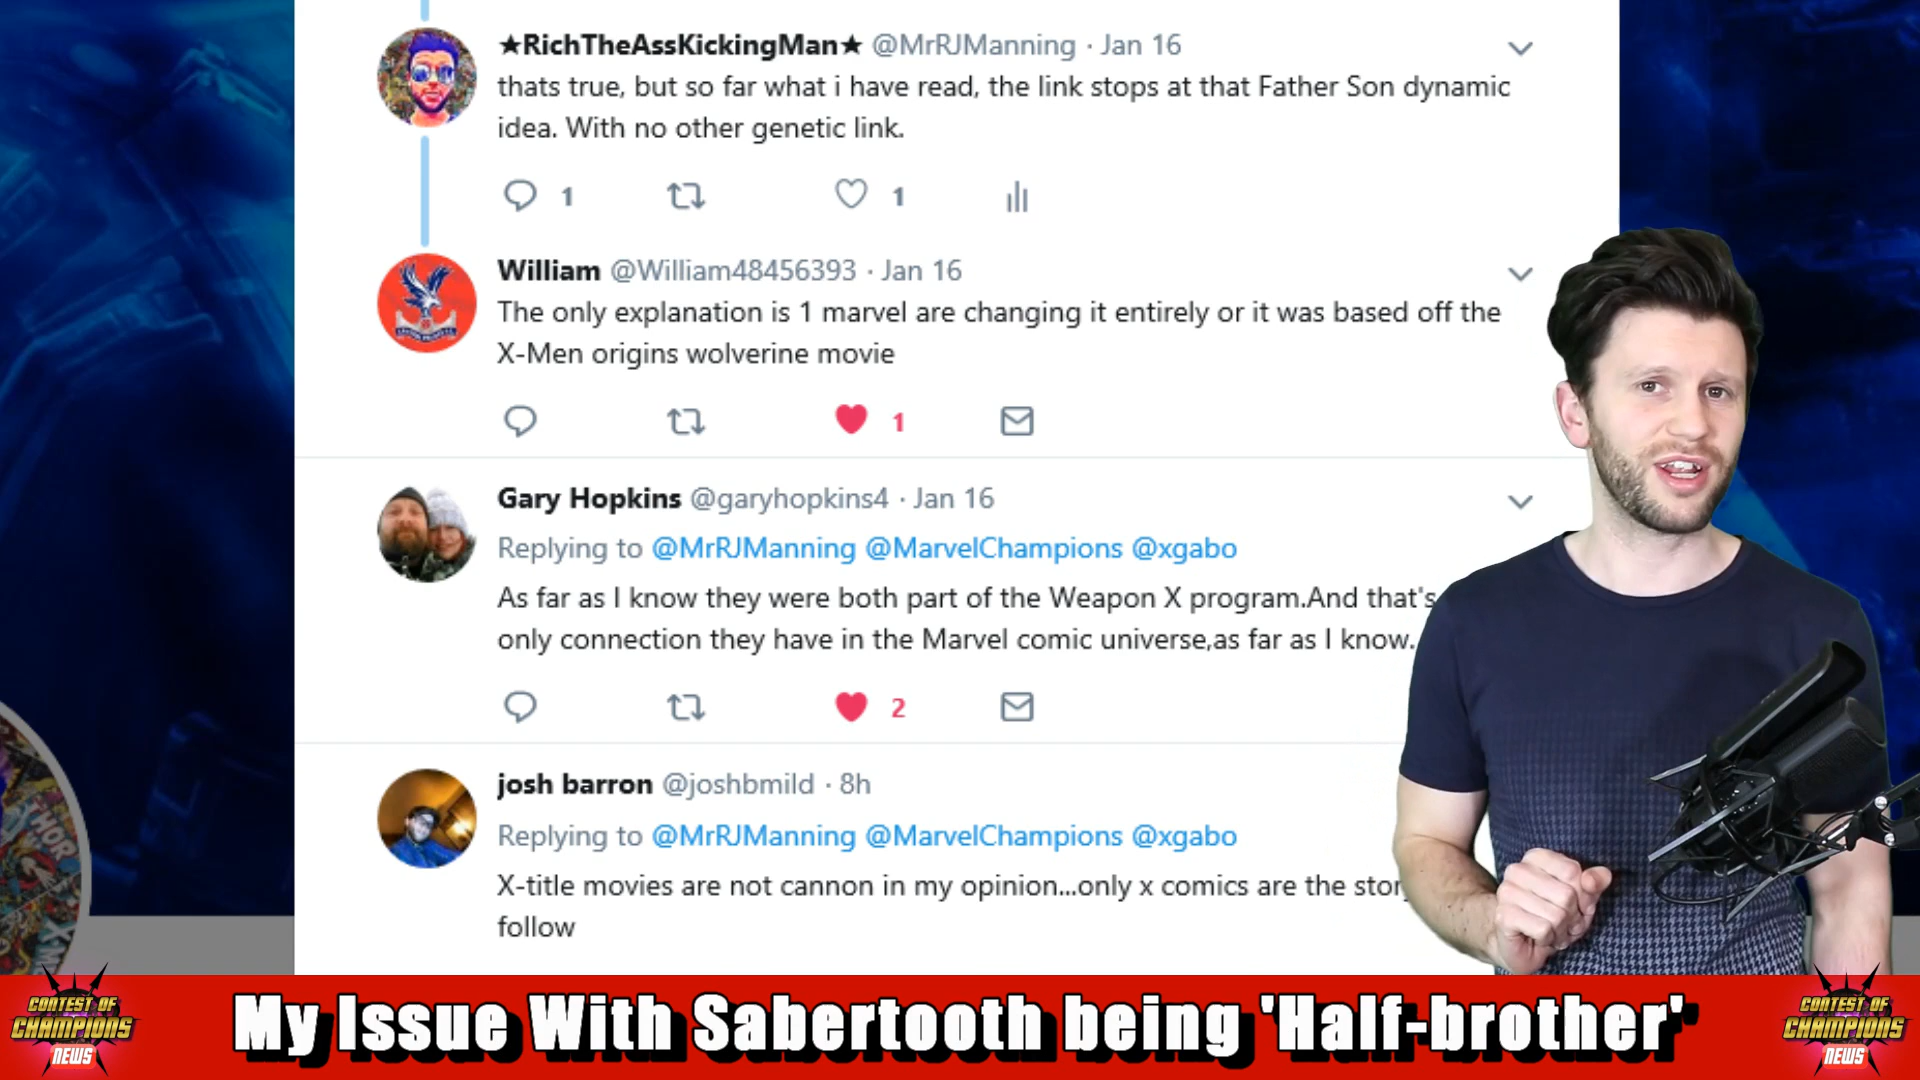 ★RichTheAssKickingMan★ @MrRJManning · Jan 16
thats true, but so far what i have read, the link stops at that Father Son dynamic
idea. With no other genetic link.
1 1
William @William48456393 · Jan 16
The only explanation is 1 marvel are changing it entirely or it was based off the
X-Men origins wolverine movie
1
Gary Hopkins @garyhopkins4 · Jan 16
Replying to @MrRJManning @MarvelChampions @xgabo
As far as I know they were both part of the Weapon X program.And that's
only connection they have in the Marvel comic universe,as far as I know.
2
josh barron @joshbmild · 8h
Replying to @MrRJManning @MarvelChampions @xgabo
X-title movies are not cannon in my opinion...only x comics are the
follow
THOR
CONTEST OF
CHAMPIONS
NEWS
My Issue With Sabertooth being 'Half-brother'
CONTEST OF
CHAMPIONS
NEWS